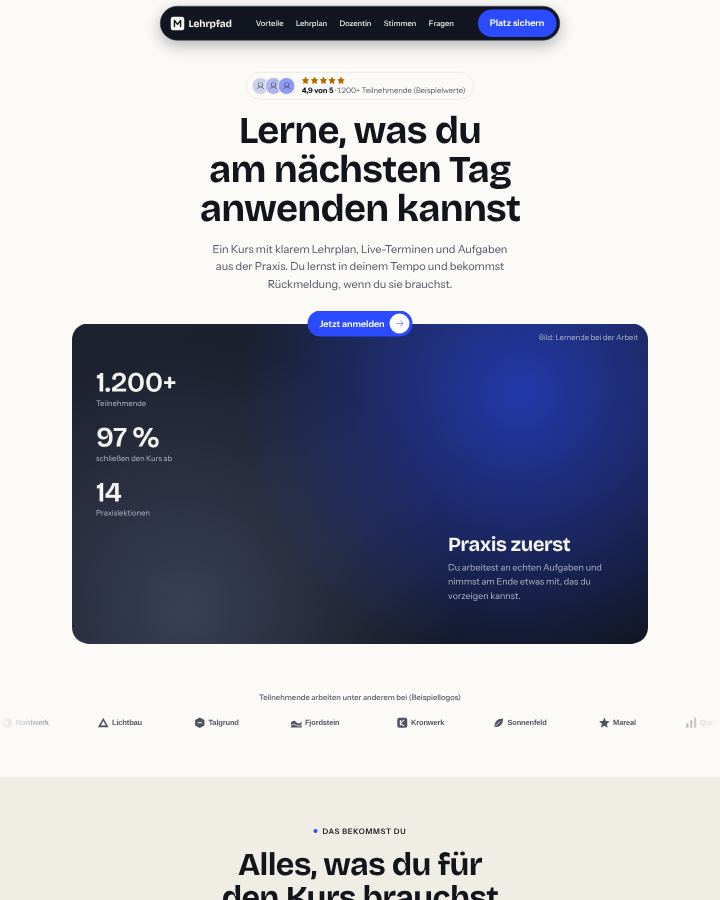 Lehrpfad
Vorteile
Lehrplan
Dozentin
Stimmen
Fragen
Platz sichern
4,9 von 5 · 1.200+ Teilnehmende (Beispielwerte)
Lerne, was du
am nächsten Tag
anwenden kannst
Ein Kurs mit klarem Lehrplan, Live-Terminen und Aufgaben
aus der Praxis. Du lernst in deinem Tempo und bekommst
Rückmeldung, wenn du sie brauchst.
Jetzt anmelden
Bild: Lernende bei der Arbeit
1.200+
Teilnehmende
97 %
schließen den Kurs ab
14
Praxislektionen
Praxis zuerst
Du arbeitest an echten Aufgaben und
nimmst am Ende etwas mit, das du
vorzeigen kannst.
Teilnehmende arbeiten unter anderem bei (Beispiellogos)
Nordwerk
Lichtbau
Talgrund
Fjordstein
Kronwerk
Sonnenfeld
Mareal
DAS BEKOMMST DU
Alles, was du für
den Kurs brauchst